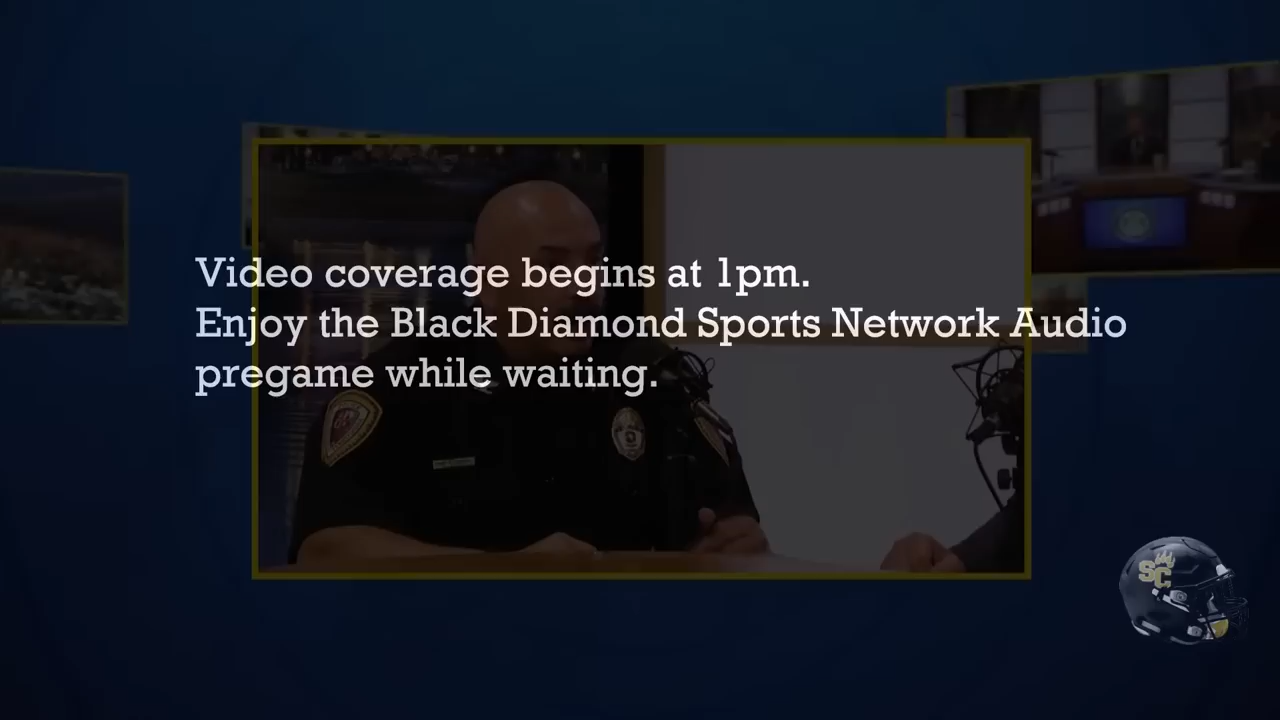 Video coverage begins at 1pm.
Enjoy the Black Diamond Sports Network Audio
pregame while waiting.
SC